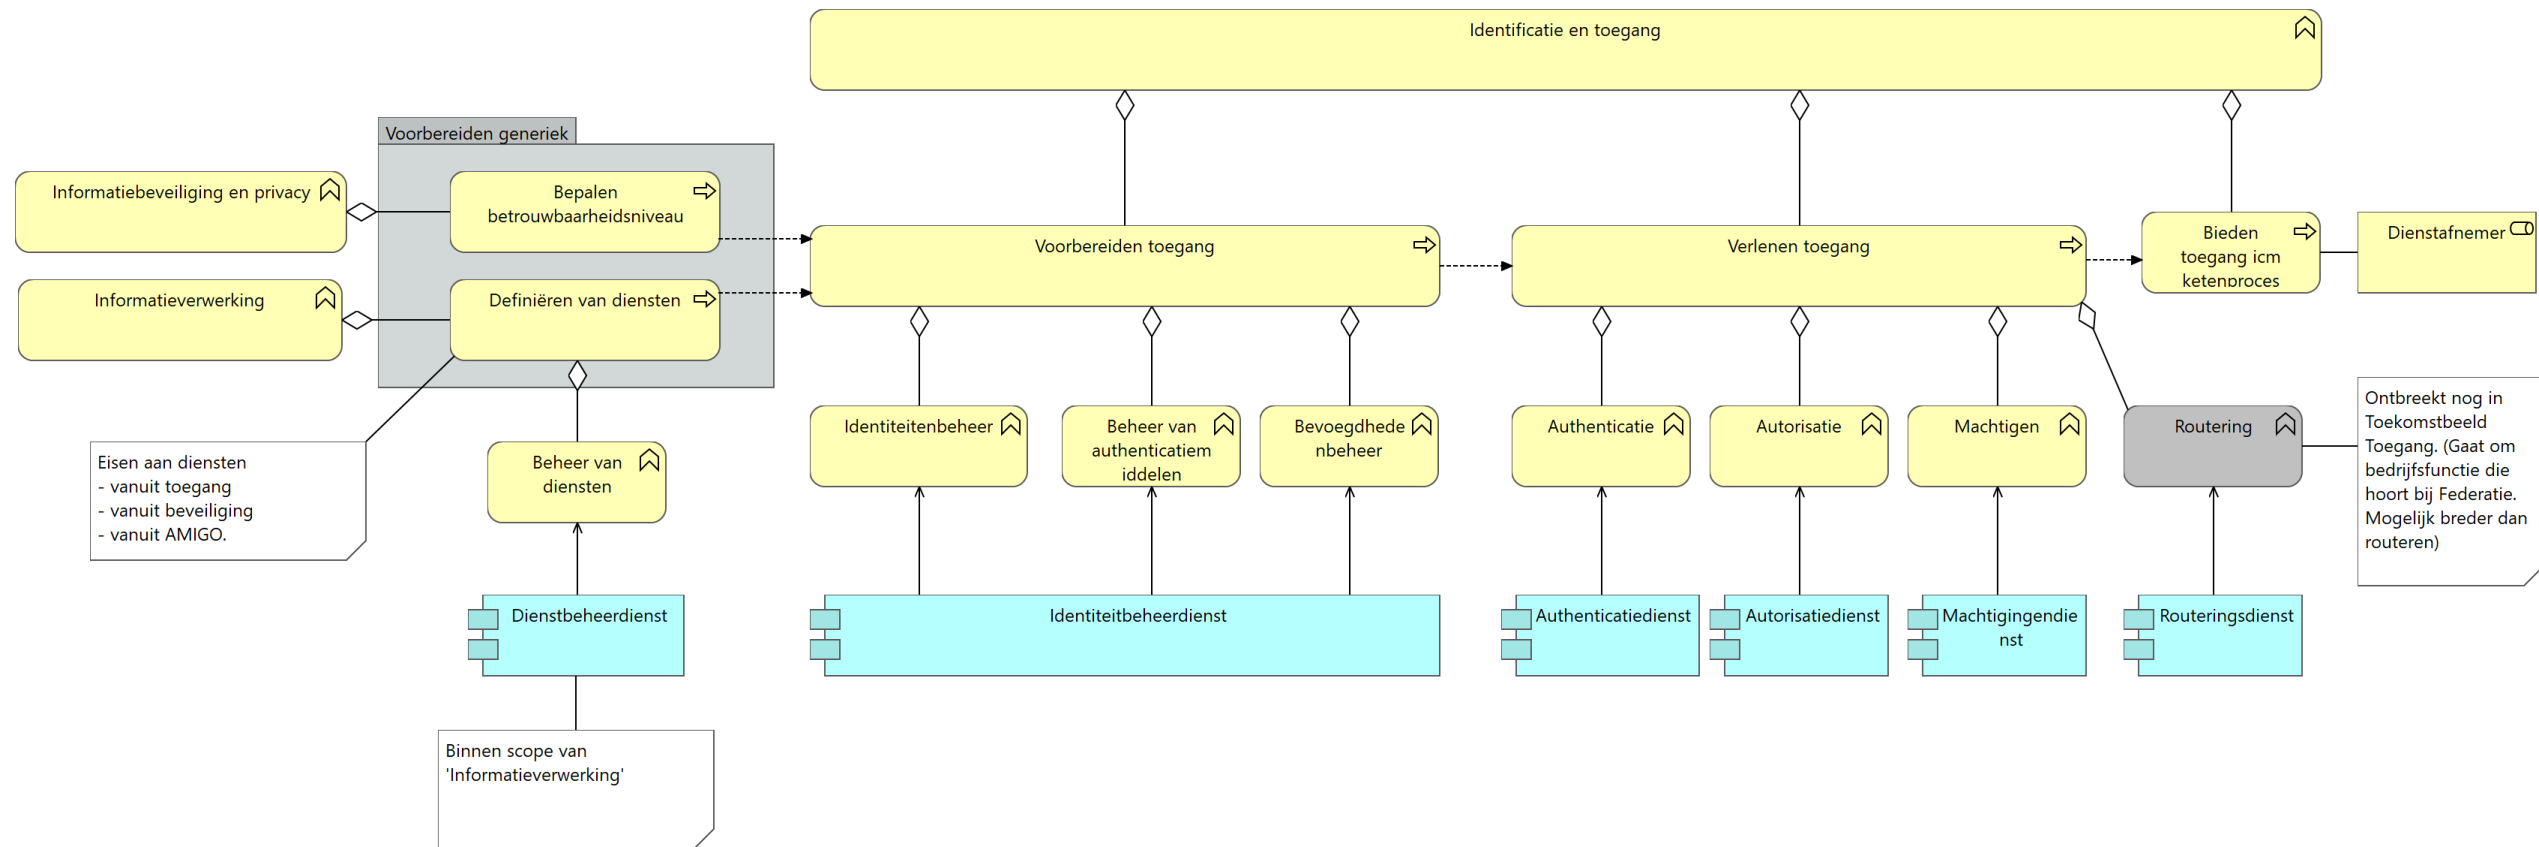 Identificatie en toegang
Voorbereiden generiek
Informatiebeveiliging en privacy
Bepalen
betrouwbaarheidsniveau
Informatieverwerking
Definiëren van diensten
Voorbereiden toegang
Verlenen toegang
Bieden
toegang icm
ketenproces
Dienstafnemer
Eisen aan diensten
- vanuit toegang
- vanuit beveiliging
- vanuit AMIGO.
Beheer van
diensten
Identiteitenbeheer
Beheer van
authenticatiem
iddelen
Bevoegdhede
nbeheer
Authenticatie
Autorisatie
Machtigen
Routering
Ontbreekt nog in
Toekomstbeeld
Toegang. (Gaat om
bedrijfsfunctie die
hoort bij Federatie.
Mogelijk breder dan
routeren)
Dienstbeheerdienst
Identiteitbeheerdienst
Authenticatiedienst
Autorisatiedienst
Machtigingendie
nst
Routeringsdienst
Binnen scope van
'Informatieverwerking'